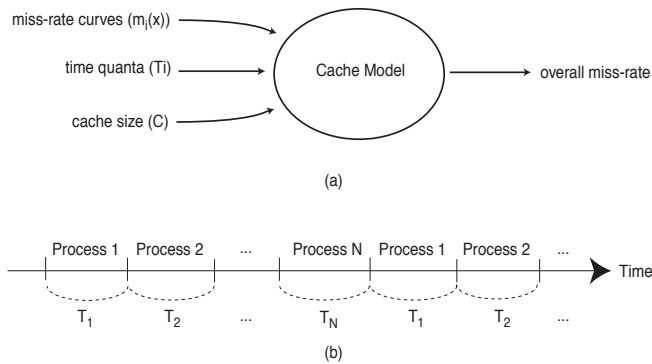 miss-rate curves (mi(x))
time quanta (Ti)
cache size (C)
Cache Model
overall miss-rate
(a)
Process 1 Process 2 ... Process N Process 1 Process 2 ...
Time
T1 T2 ... TN T1 T2 ...
(b)